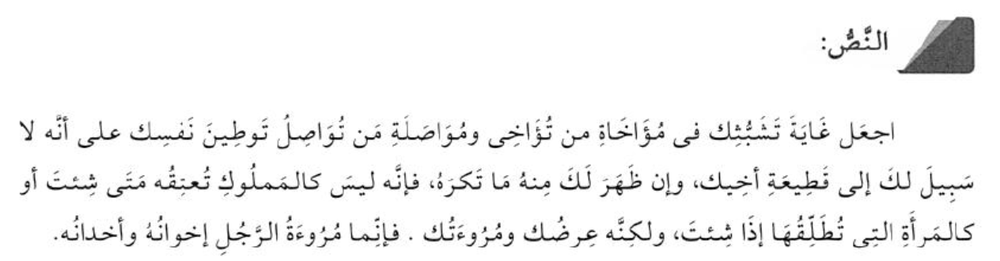 النَّصُّ:
اجعَل غَايَةَ تَشَبُّثِك فى مُؤَاخَاةِ من تُؤَاخِى ومُوَاصَلَةِ مَن تُوَاصِلُ تَوطِينَ نَفسِك على أنَّه لا
سَبِيلَ لكَ إلى قَطِيعَةِ أخِيك، وإن ظَهَرَ لَكَ مِنهُ مَا تَكرَهُ، فإنَّه ليسَ كالمَملُوكِ تُعتِقُه مَتَى شِئتَ أو
كالمَرأَةِ التِى تُطَلِّقُهَا إذَا شِئتَ، ولكِنَّه عِرضُك ومُرُوءَتُك . فإنِّما مُرُوءَةُ الرَّجُلِ إخوانُهُ وأخدانُه.